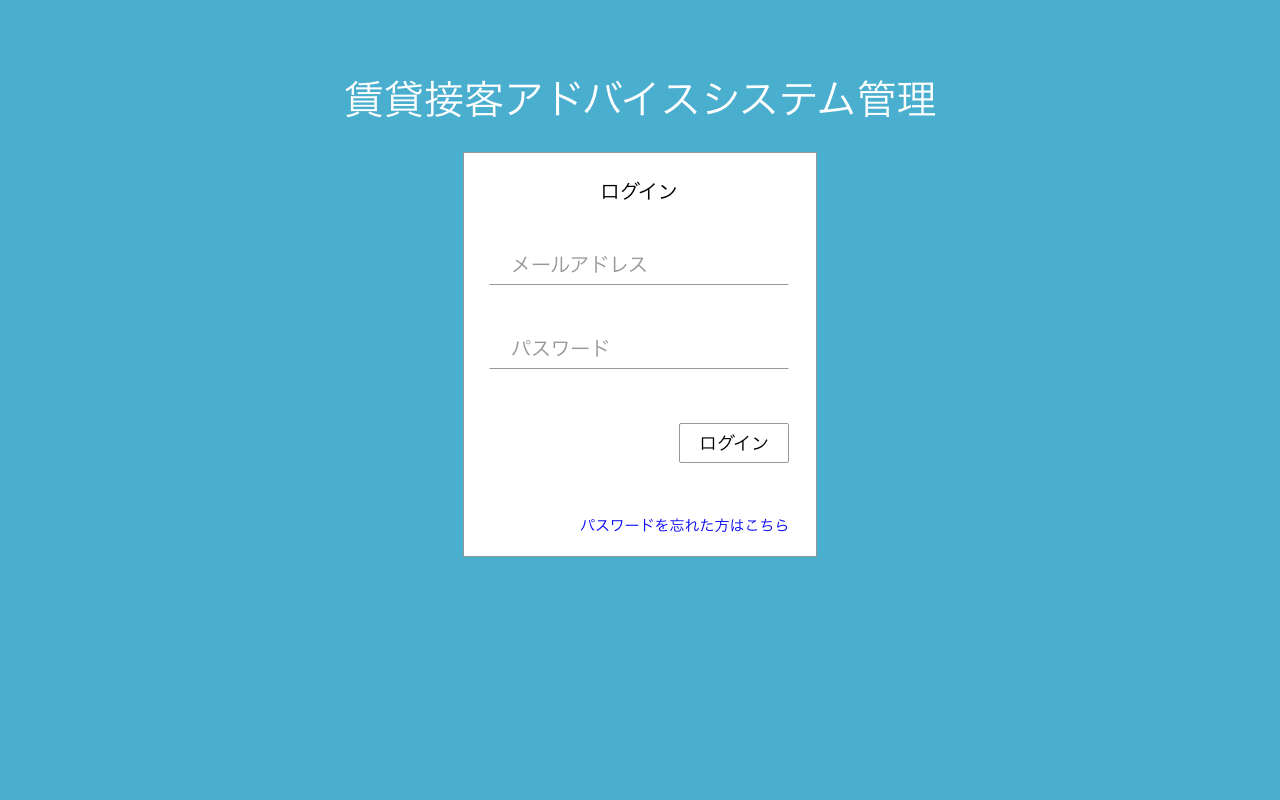 賃貸接客アドバイスシステム管理
ログイン
メールアドレス
パスワード
ログイン
パスワードを忘れた方はこちら